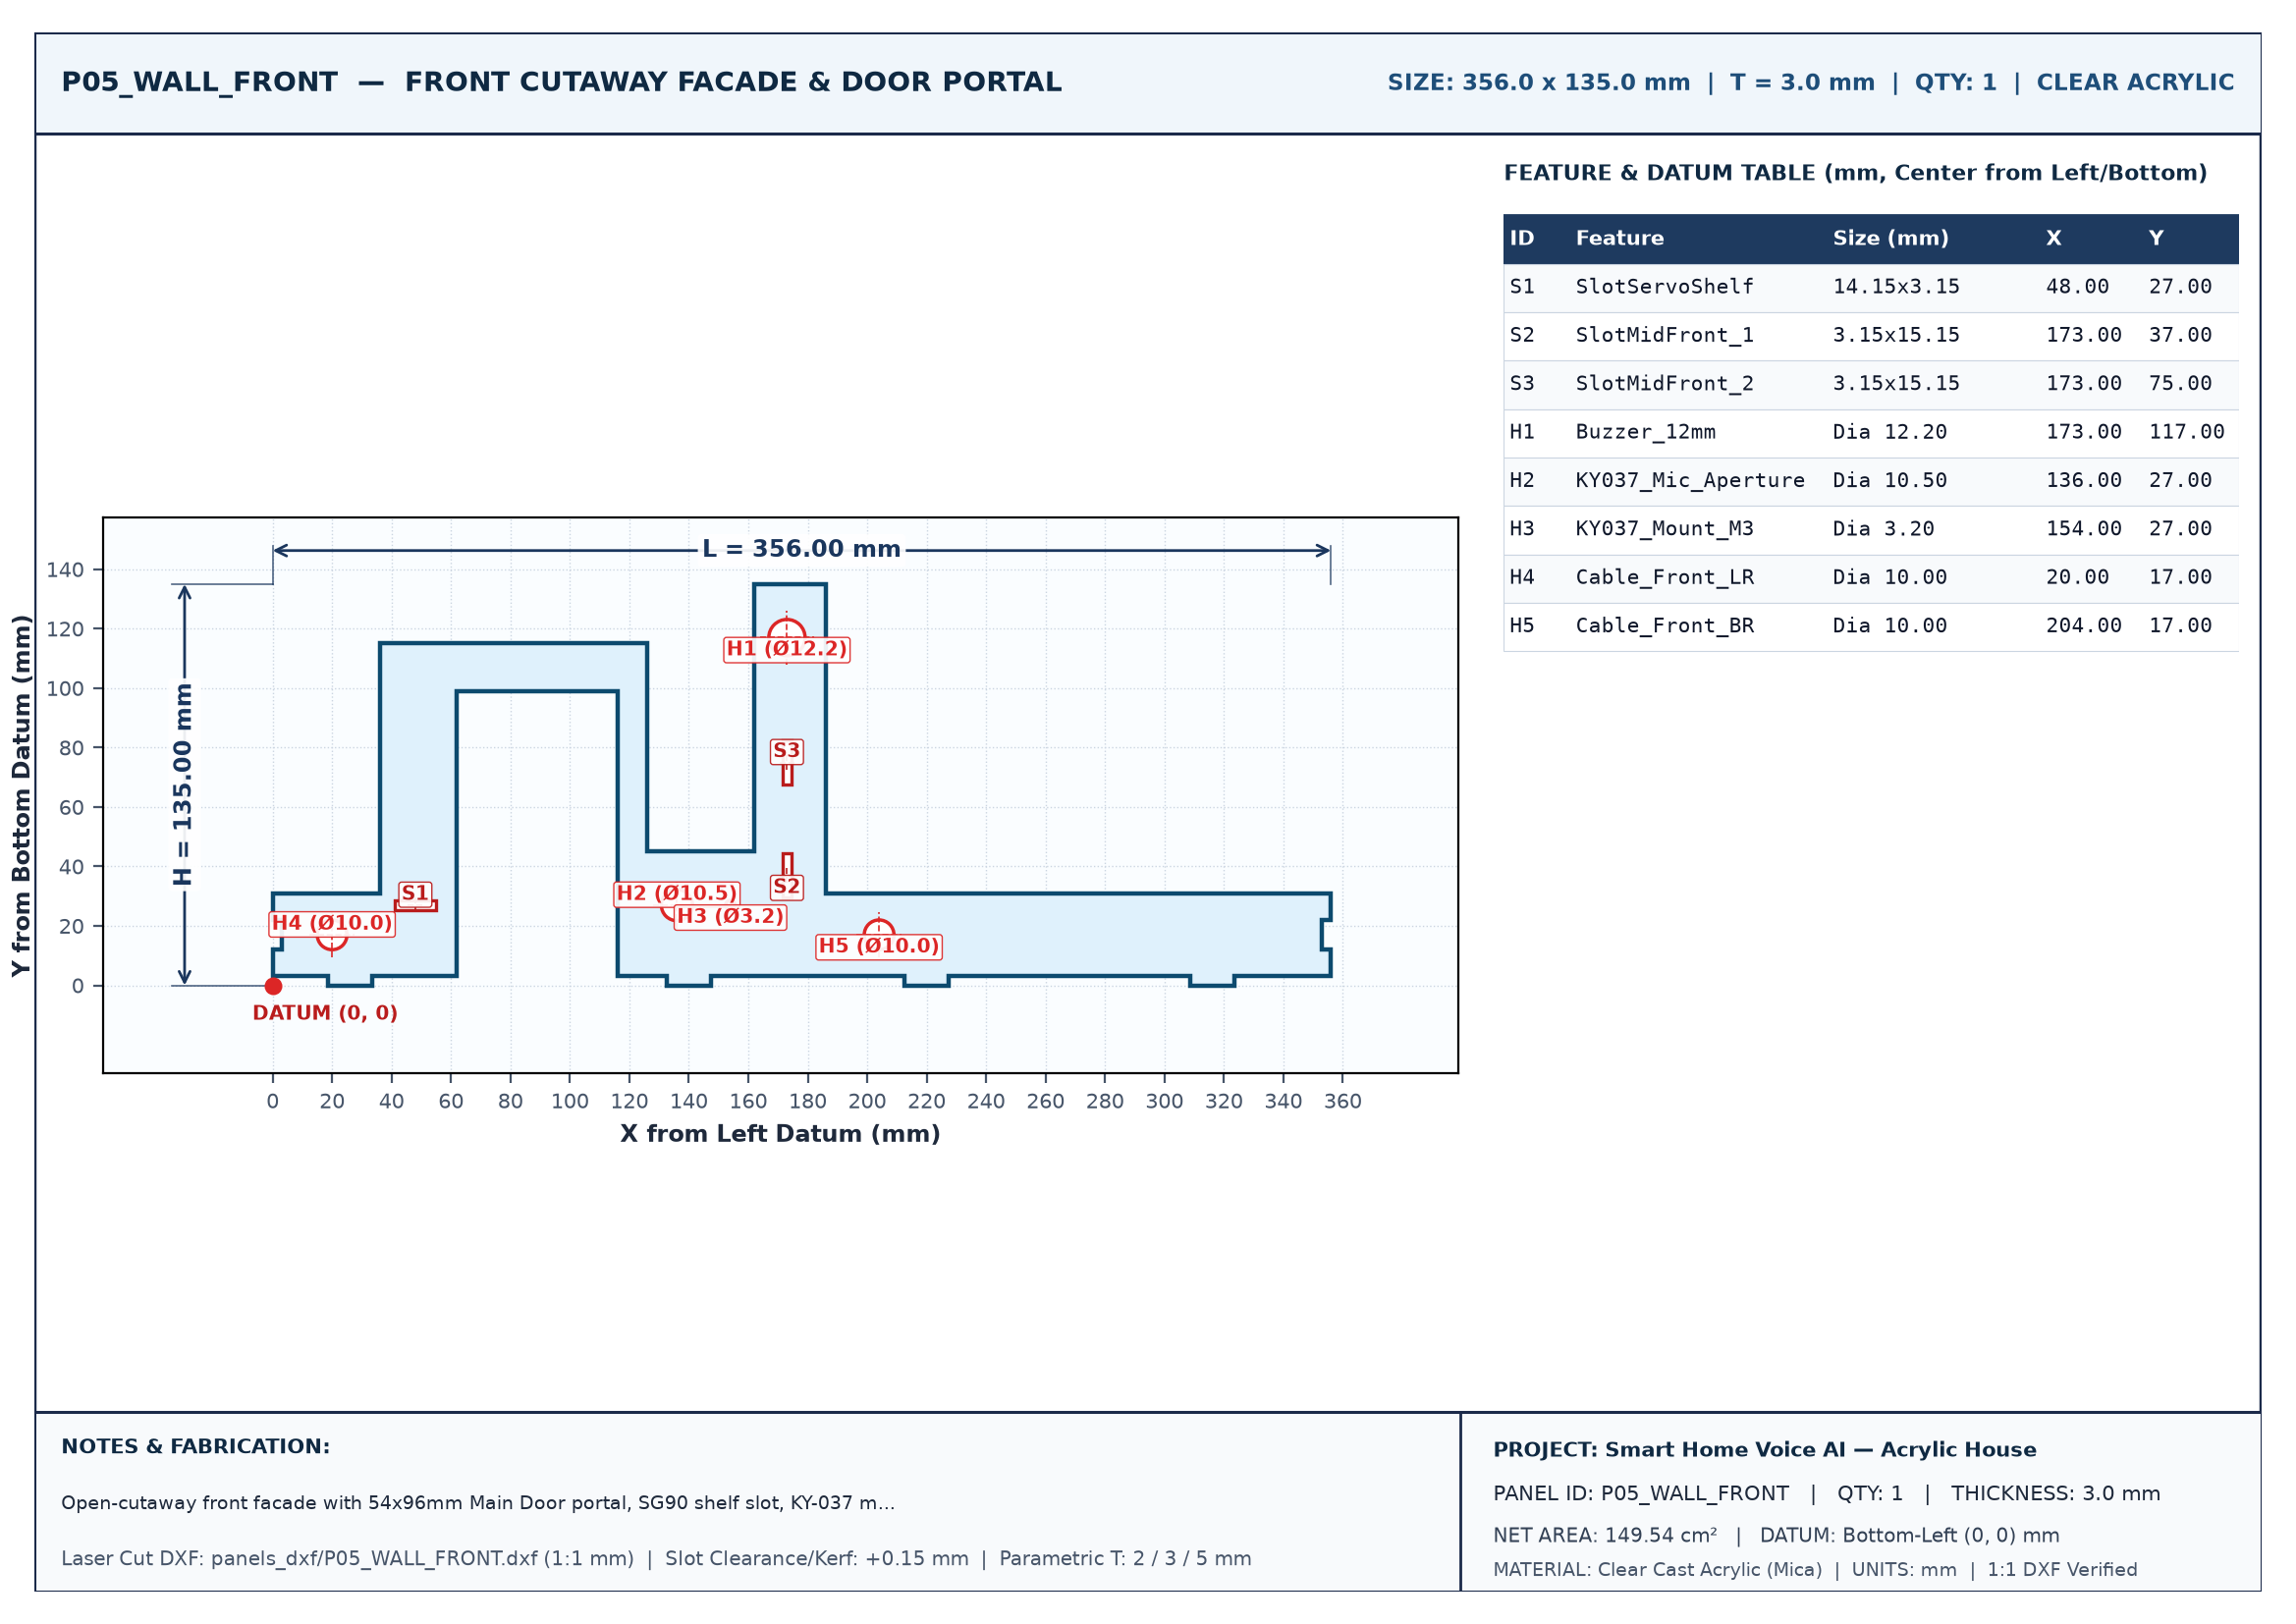 P05_WALL_FRONT — FRONT CUTAWAY FACADE & DOOR PORTAL
SIZE: 356.0 x 135.0 mm | T = 3.0 mm | QTY: 1 | CLEAR ACRYLIC
FEATURE & DATUM TABLE (mm, Center from Left/Bottom)
ID Feature Size (mm) X Y
S1 SlotServoShelf 14.15x3.15 48.00 27.00
S2 SlotMidFront_1 3.15x15.15 173.00 37.00
S3 SlotMidFront_2 3.15x15.15 173.00 75.00
H1 Buzzer_12mm Dia 12.20 173.00 117.00
H2 KY037_Mic_Aperture Dia 10.50 136.00 27.00
H3 KY037_Mount_M3 Dia 3.20 154.00 27.00
H4 Cable_Front_LR Dia 10.00 20.00 17.00
H5 Cable_Front_BR Dia 10.00 204.00 17.00
L = 356.00 mm
H = 135.00 mm
Y from Bottom Datum (mm)
140
120
100
80
60
40
20
0
H1 (Ø12.2)
S3
S2
S1
H2 (Ø10.5)
H3 (Ø3.2)
H4 (Ø10.0)
H5 (Ø10.0)
DATUM (0, 0)
0 20 40 60 80 100 120 140 160 180 200 220 240 260 280 300 320 340 360
X from Left Datum (mm)
NOTES & FABRICATION:
Open-cutaway front facade with 54x96mm Main Door portal, SG90 shelf slot, KY-037 m...
Laser Cut DXF: panels_dxf/P05_WALL_FRONT.dxf (1:1 mm) | Slot Clearance/Kerf: +0.15 mm | Parametric T: 2 / 3 / 5 mm
PROJECT: Smart Home Voice AI — Acrylic House
PANEL ID: P05_WALL_FRONT | QTY: 1 | THICKNESS: 3.0 mm
NET AREA: 149.54 cm² | DATUM: Bottom-Left (0, 0) mm
MATERIAL: Clear Cast Acrylic (Mica) | UNITS: mm | 1:1 DXF Verified